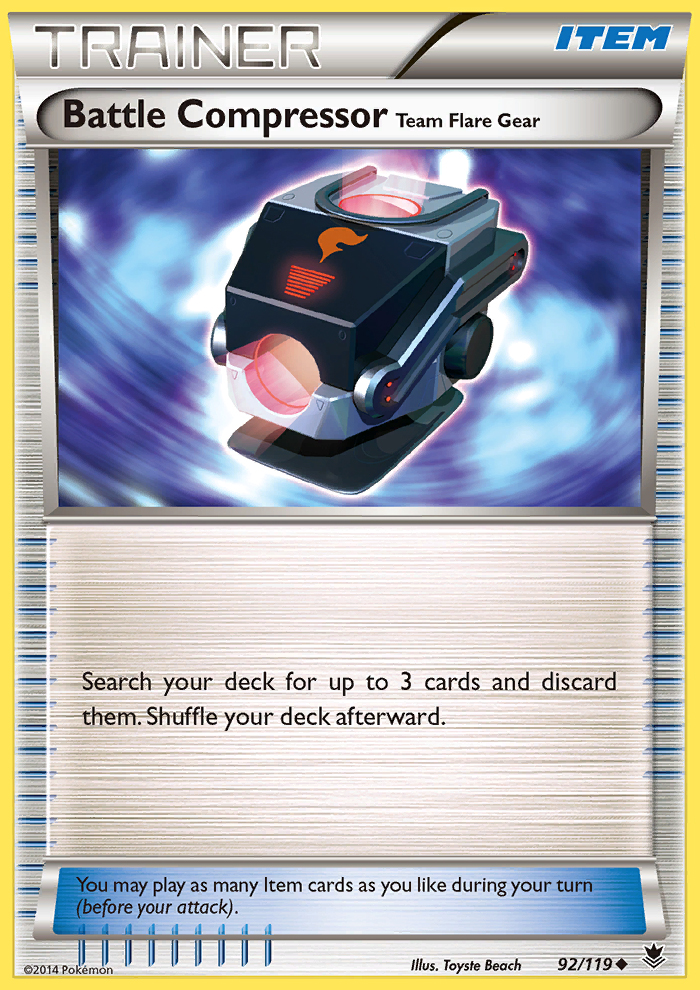 TRAINER
ITEM
Battle Compressor Team Flare Gear
Search your deck for up to 3 cards and discard
them. Shuffle your deck afterward.
You may play as many Item cards as you like during your turn
(before your attack).
©2014 Pokémon
Illus. Toyste Beach
92/119